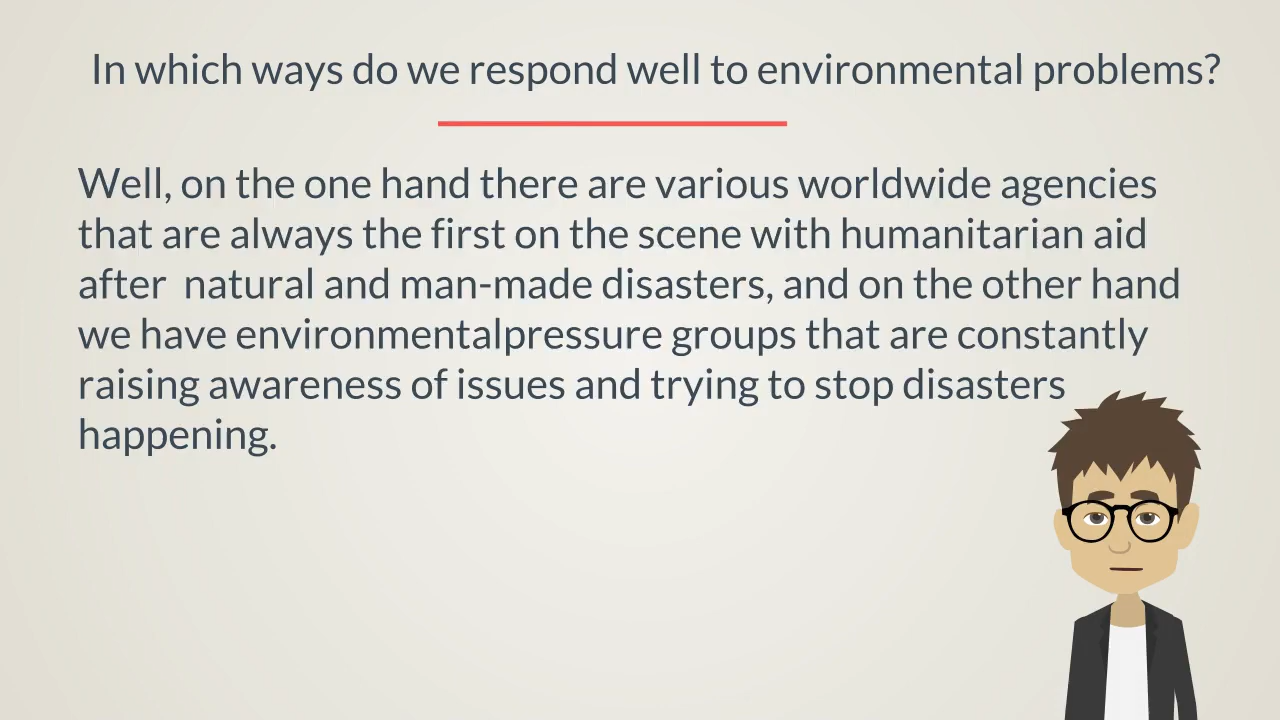 In which ways do we respond well to environmental problems?
Well, on the one hand there are various worldwide agencies
that are always the first on the scene with humanitarian aid
after  natural and man-made disasters, and on the other hand
we have environmentalpressure groups that are constantly
raising awareness of issues and trying to stop disasters
happening.